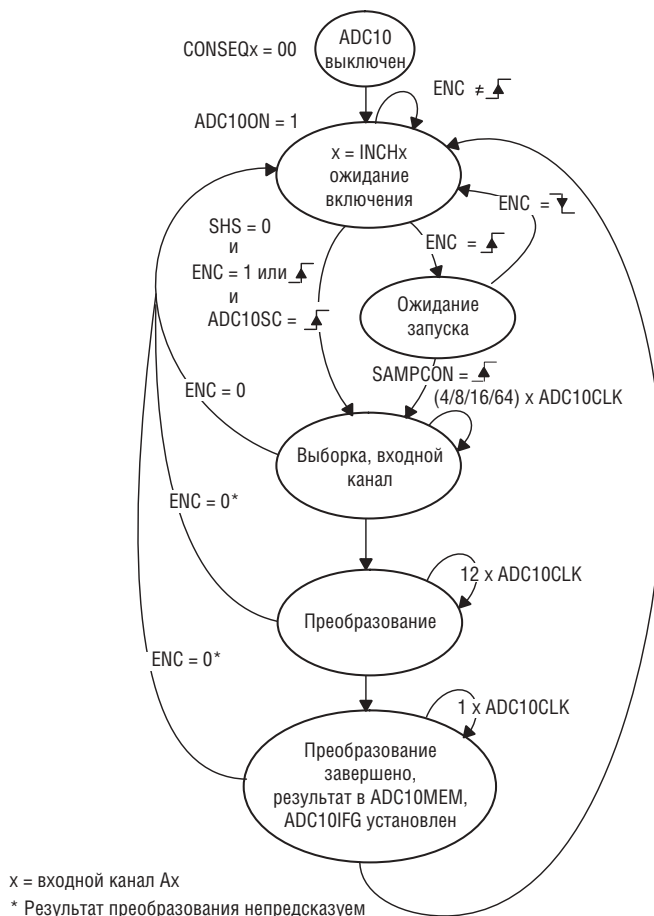 CONSEQx = 00
ADC10
выключен
ENC ≠
ADC10ON = 1
x = INCHx
ожидание
включения
ENC =
SHS = 0
и
ENC = 1 или
и
ADC10SC =
ENC =
Ожидание
запуска
SAMPCON =
(4/8/16/64) x ADC10CLK
ENC = 0
Выборка, входной
канал
ENC = 0*
12 x ADC10CLK
Преобразование
ENC = 0*
1 x ADC10CLK
Преобразование
завершено,
результат в ADC10MEM,
ADC10IFG установлен
x = входной канал Ax
* Результат преобразования непредсказуем